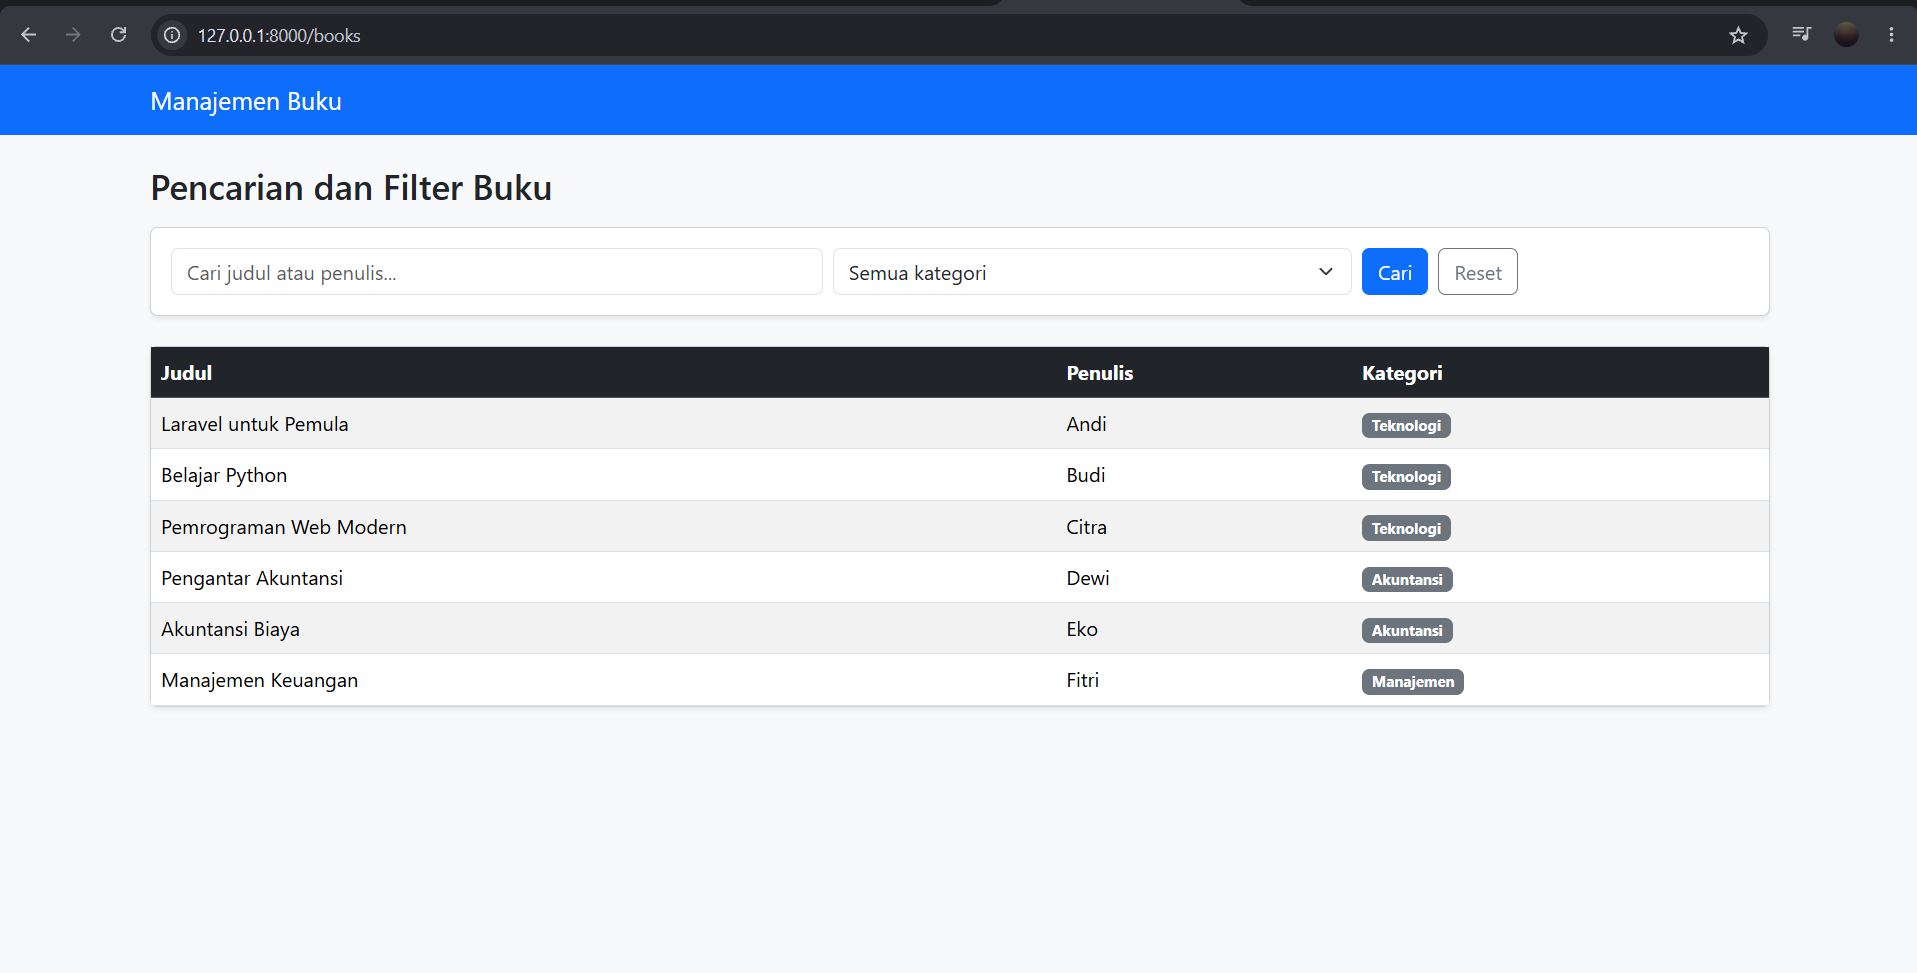 127.0.0.1:8000/books
Manajemen Buku
Pencarian dan Filter Buku
Cari judul atau penulis... Semua kategori Cari Reset
Judul Penulis Kategori
Laravel untuk Pemula Andi Teknologi
Belajar Python Budi Teknologi
Pemrograman Web Modern Citra Teknologi
Pengantar Akuntansi Dewi Akuntansi
Akuntansi Biaya Eko Akuntansi
Manajemen Keuangan Fitri Manajemen